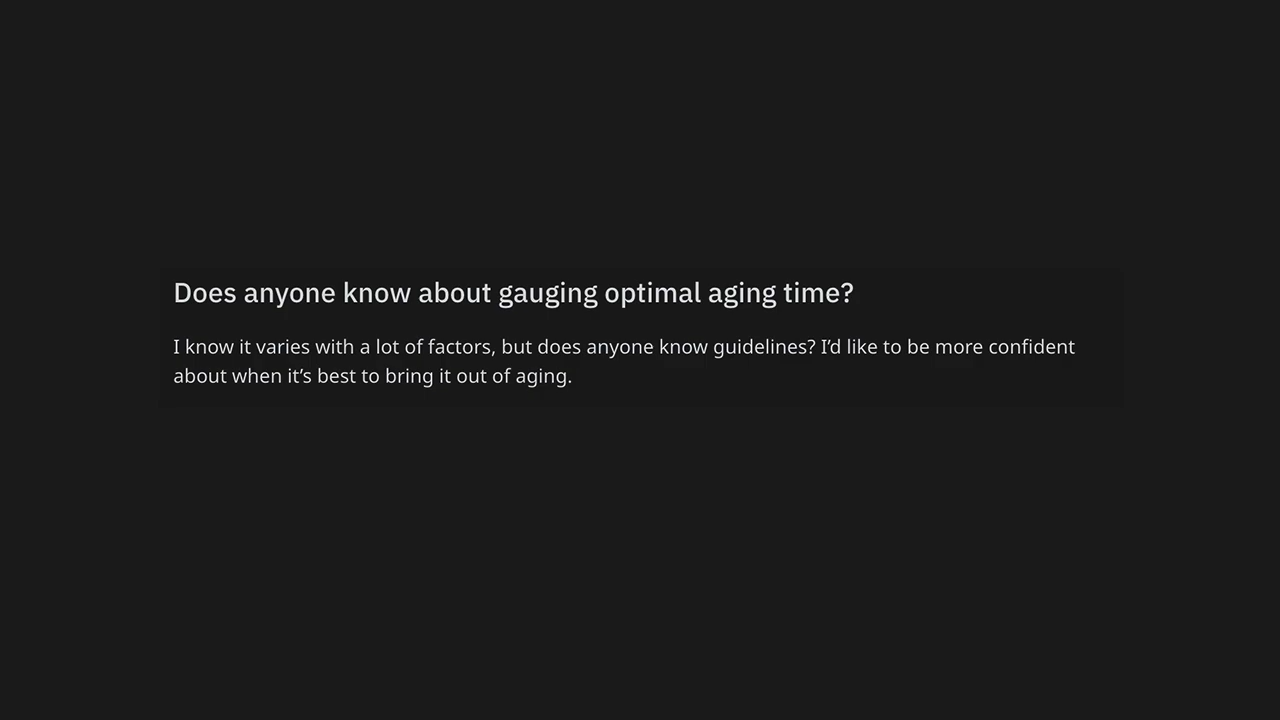 Does anyone know about gauging optimal aging time?
I know it varies with a lot of factors, but does anyone know guidelines? I’d like to be more confident
about when it’s best to bring it out of aging.